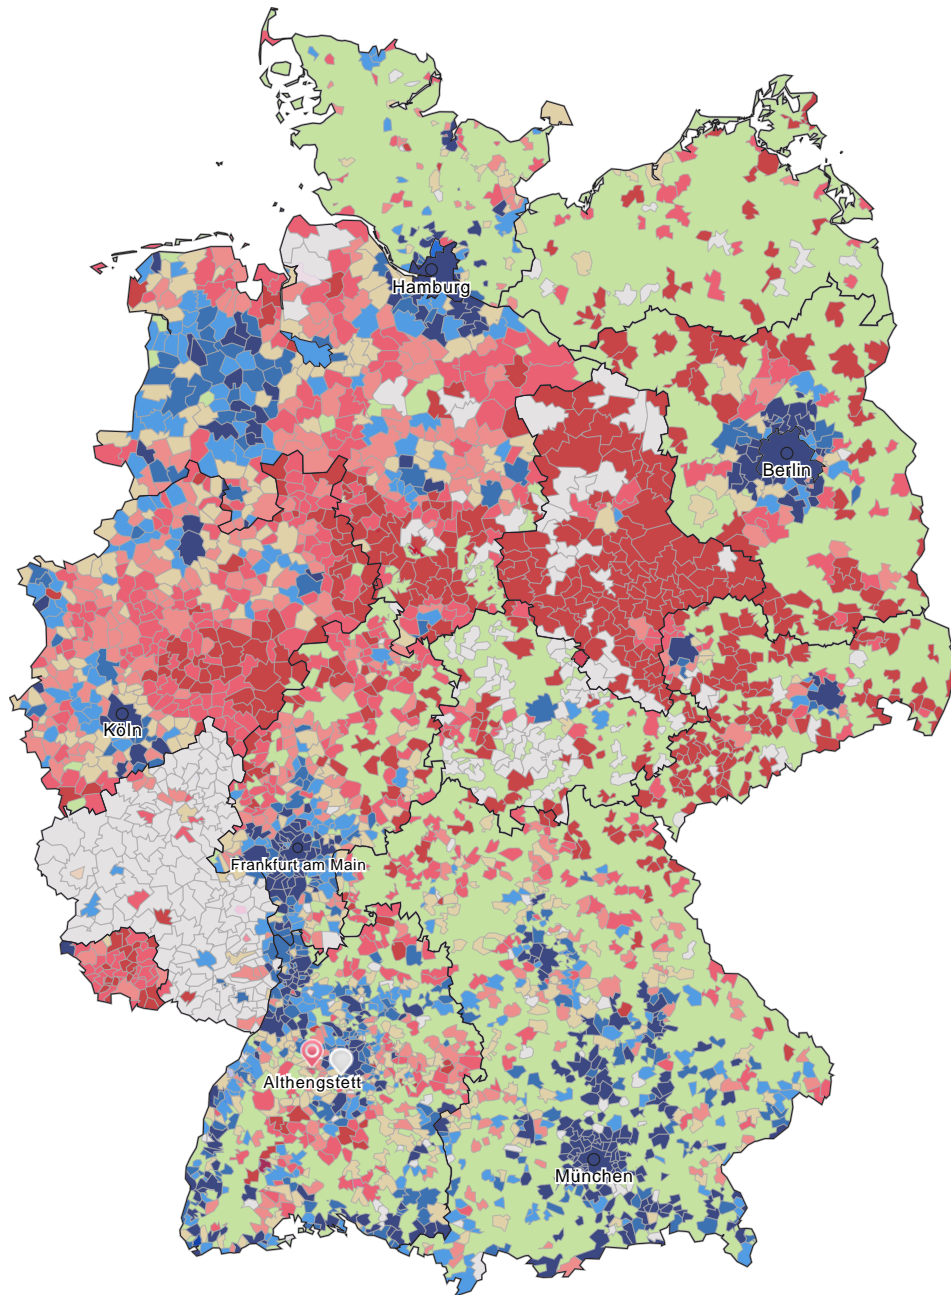 Hamburg
Berlin
Köln
Frankfurt am Main
Althengstett
München